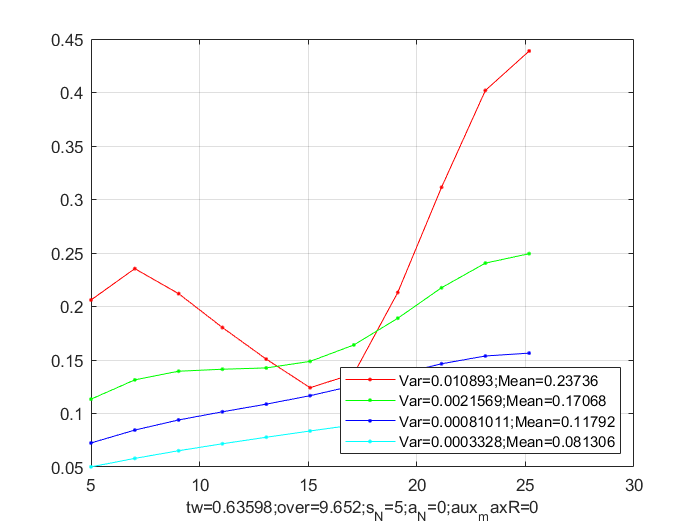 0.45
0.4
0.35
0.3
0.25
0.2
0.15
0.1
0.05
Var=0.010893;Mean=0.23736
Var=0.0021569;Mean=0.17068
Var=0.00081011;Mean=0.11792
Var=0.0003328;Mean=0.081306
5 10 15 20 25 30
tw=0.63598;over=9.652;s_N=5;a_N=0;aux_maxR=0